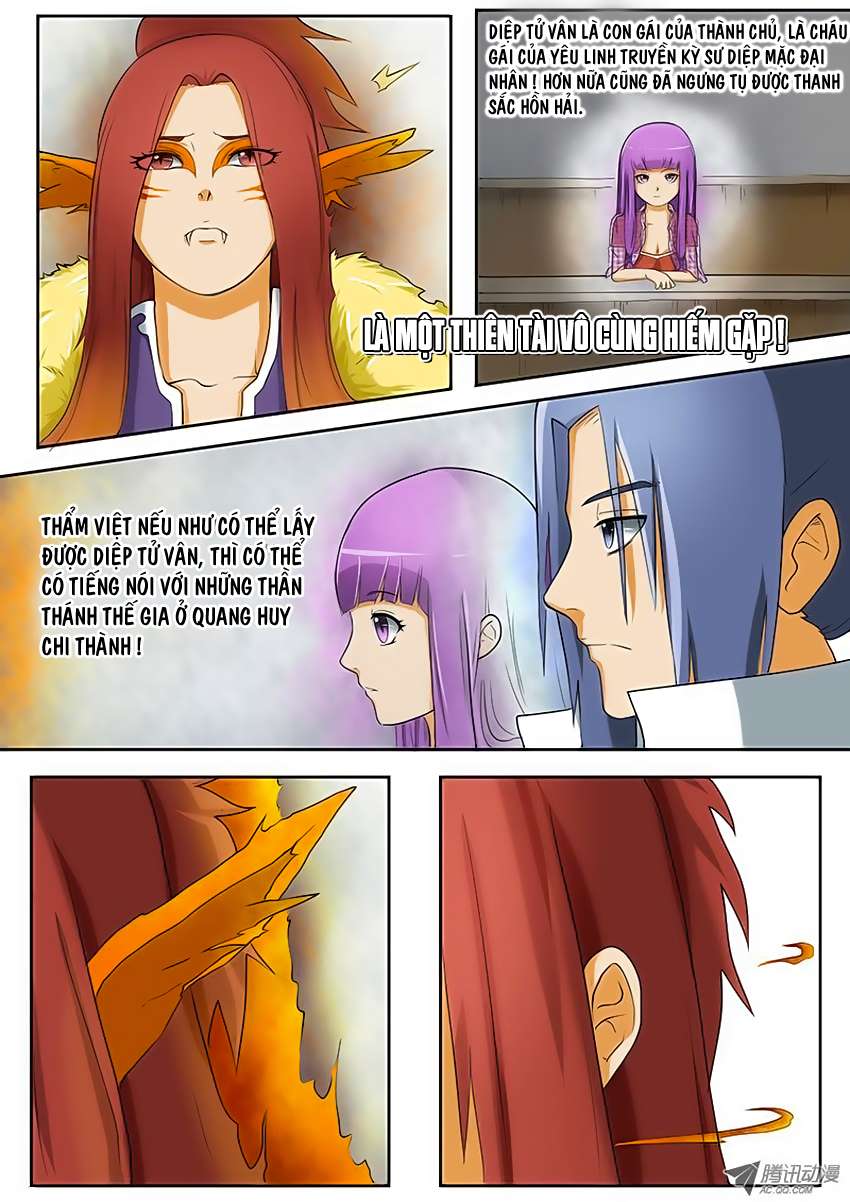 DIỆP TỬ VÂN LÀ CON GÁI CỦA THÀNH CHỦ, LÀ CHÁU
GÁI CỦA YÊU LINH TRUYỀN KỲ SƯ DIỆP MẶC ĐẠI
NHÂN ! HƠN NỮA CŨNG ĐÃ NGƯNG TỤ ĐƯỢC THANH
SẮC HỒN HẢI.
LÀ MỘT THIÊN TÀI VÔ CÙNG HIẾM GẶP !
THẨM VIỆT NẾU NHƯ CÓ THỂ LẤY
ĐƯỢC DIỆP TỬ VÂN, THÌ CÓ THỂ
CÓ TIẾNG NÓI VỚI NHỮNG THẦN
THÁNH THẾ GIA Ở QUANG HUY
CHI THÀNH !
腾讯动漫
AC.QQ.COM